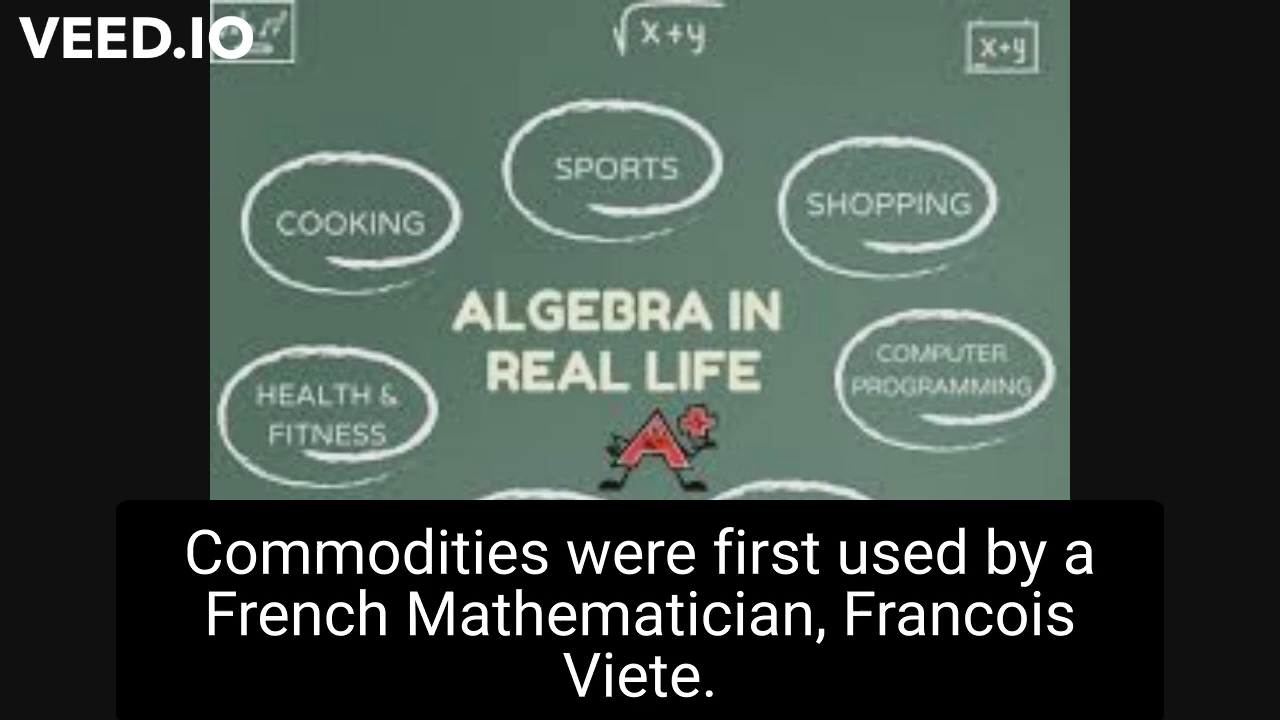 VEED.IO
√x+y
x+y
SPORTS
COOKING
SHOPPING
ALGEBRA IN
REAL LIFE
COMPUTER
PROGRAMMING
HEALTH &
FITNESS
A+
Commodities were first used by a
French Mathematician, Francois
Viete.